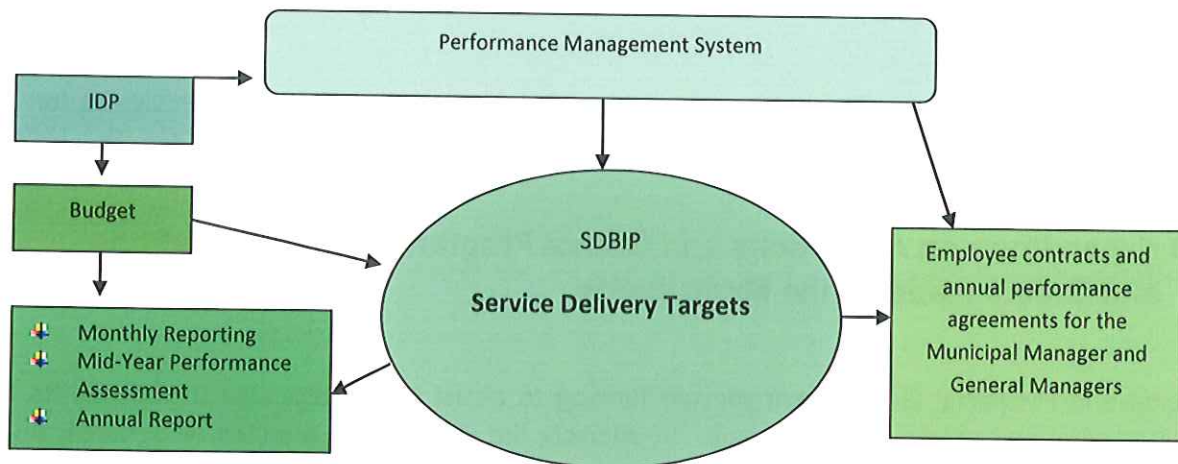 Performance Management System
IDP
Budget
SDBIP
Service Delivery Targets
Monthly Reporting
Mid-Year Performance
Assessment
Annual Report
Employee contracts and
annual performance
agreements for the
Municipal Manager and
General Managers